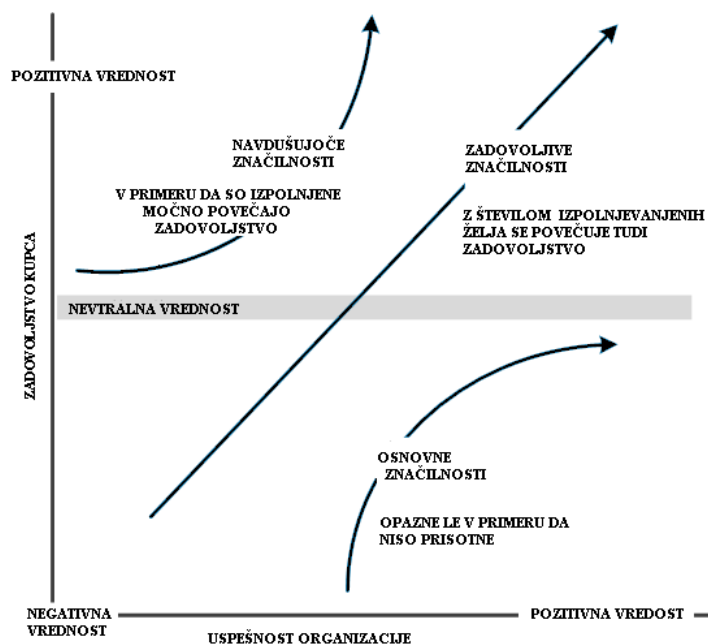 POZITIVNA VREDNOST
NAVDUŠUJOČE
ZNAČILNOSTI
V PRIMERU DA SO IZPOLNJENE
MOČNO POVEČAJO
ZADOVOLJSTVO
ZADOVOLJIVE
ZNAČILNOSTI
Z ŠTEVILOM IZPOLNJEVANJENIH
ŽELJA SE POVEČUJE TUDI
ZADOVOLJSTVO
ZADOVOLJSTVO KUPCA
NEVTRALNA VREDNOST
OSNOVNE
ZNAČILNOSTI
OPAZNE LE V PRIMERU DA
NISO PRISOTNE
NEGATIVNA
VREDNOST
POZITIVNA VREDOST
USPEŠNOST ORGANIZACIJE